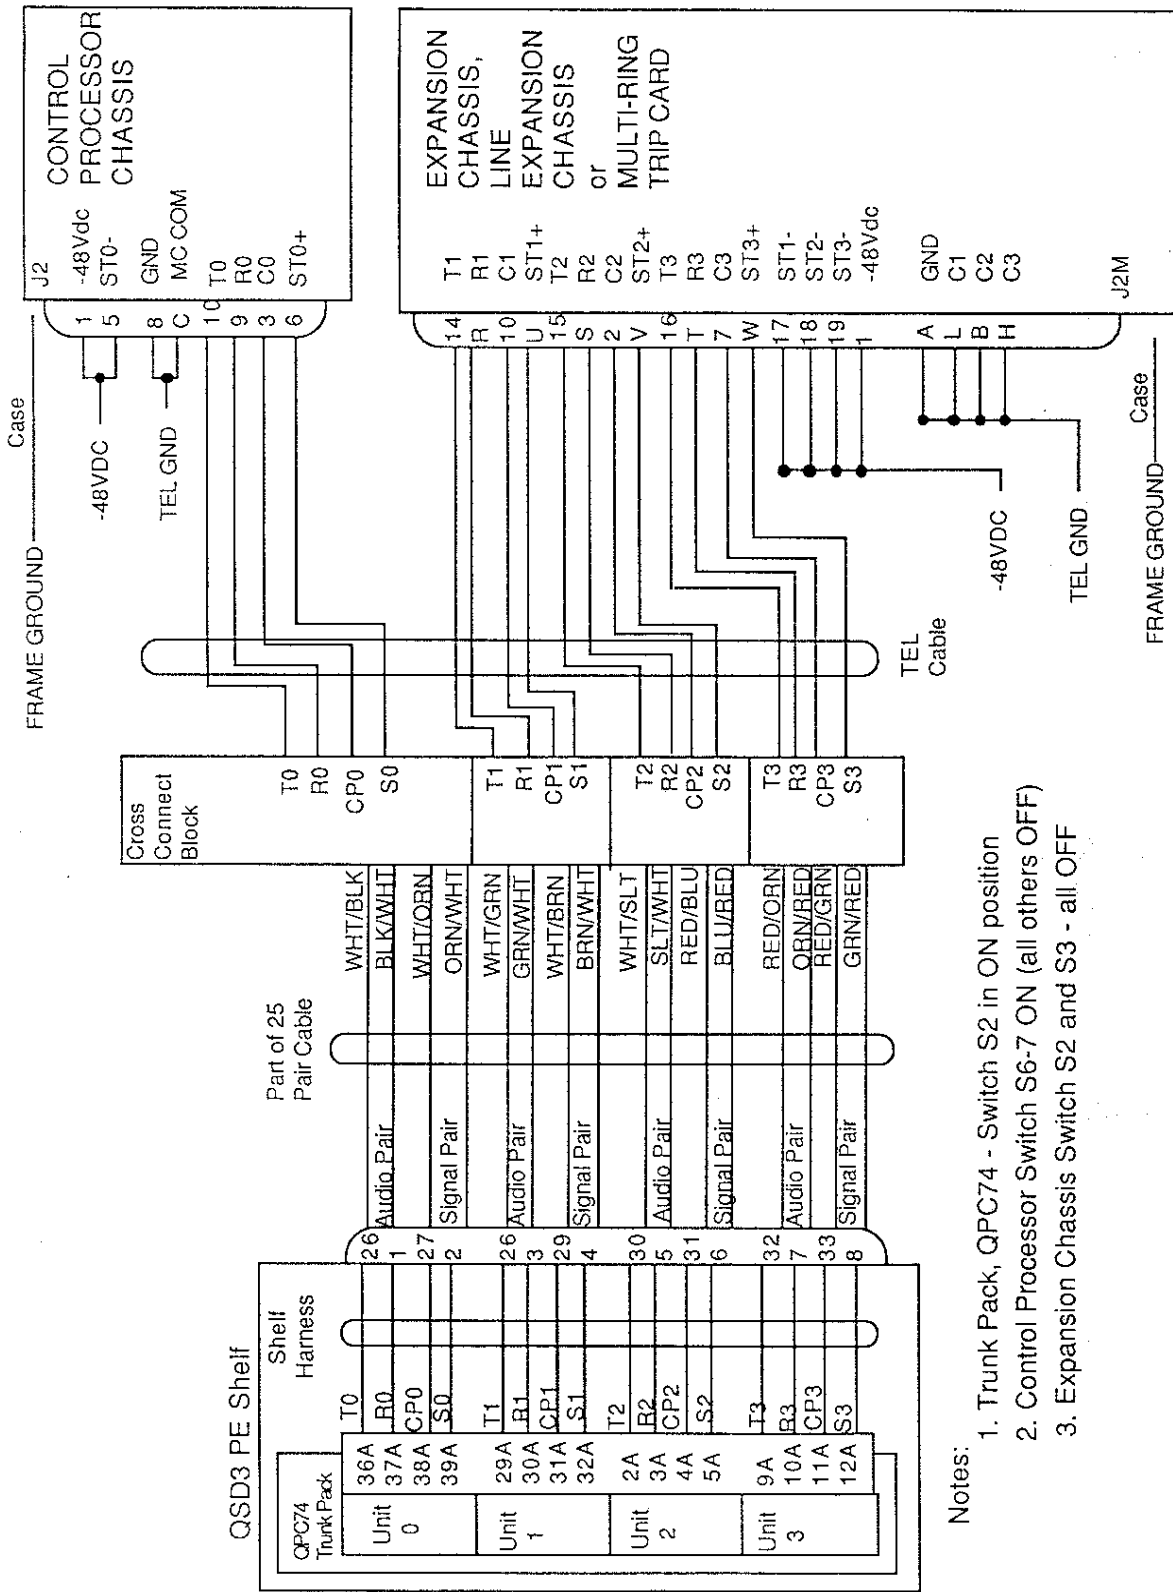 QSD3 PE Shelf
QPC74
Trunk Pack
Unit
0
Unit
1
Unit
2
Unit
3
36A
37A
38A
39A
29A
30A
31A
32A
2A
3A
4A
5A
9A
10A
11A
12A
T0
R0
CP0
S0
T1
R1
CP1
S1
T2
R2
CP2
S2
T3
R3
CP3
S3
Shelf
Harness
26
1
27
2
26
3
29
4
30
5
31
6
32
7
33
8
Audio Pair
Signal Pair
Audio Pair
Signal Pair
Audio Pair
Signal Pair
Audio Pair
Signal Pair
Part of 25
Pair Cable
WHT/BLK
BLK/WHT
WHT/ORN
ORN/WHT
WHT/GRN
GRN/WHT
WHT/BRN
BRN/WHT
WHT/SLT
SLT/WHT
RED/BLU
BLU/RED
RED/ORN
ORN/RED
RED/GRN
GRN/RED
Cross
Connect
Block
T0
R0
CP0
S0
T1
R1
CP1
S1
T2
R2
CP2
S2
T3
R3
CP3
S3
TEL
Cable
FRAME GROUND
Case
-48VDC
TEL GND
1
5
8
C
10
9
3
6
J2
-48Vdc
ST0-
GND
MC COM
T0
R0
C0
ST0+
CONTROL
PROCESSOR
CHASSIS
14
R
10
U
15
S
2
V
16
T
7
W
17
18
19
1
A
L
B
H
T1
R1
C1
ST1+
T2
R2
C2
ST2+
T3
R3
C3
ST3+
ST1-
ST2-
ST3-
-48Vdc
GND
C1
C2
C3
J2M
EXPANSION
CHASSIS,
LINE
EXPANSION
CHASSIS
or
MULTI-RING
TRIP CARD
-48VDC
TEL GND
FRAME GROUND
Case
Notes:
1. Trunk Pack, QPC74 - Switch S2 in ON position
2. Control Processor Switch S6-7 ON (all others OFF)
3. Expansion Chassis Switch S2 and S3 - all OFF